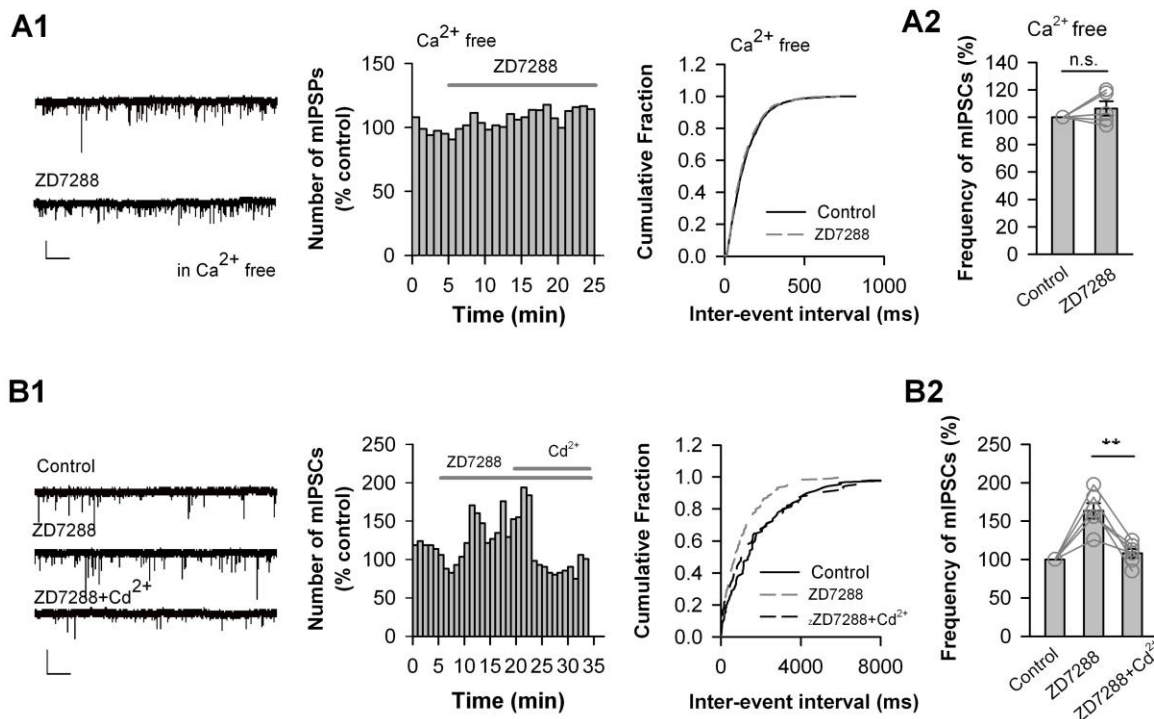 A1
ZD7288
in Ca2+ free
Ca2+ free
ZD7288
Number of mIPSPs
(% control)
150
100
50
0
0 5 10 15 20 25
Time (min)
Ca2+ free
Cumulative Fraction
1.2
1.0
0.8
0.6
0.4
0.2
0.0
Control
ZD7288
0 500 1000
Inter-event interval (ms)
A2
Ca2+ free
n.s.
Frequency of mIPSCs (%)
140
120
100
80
60
40
20
0
Control
ZD7288
B1
Control
ZD7288
ZD7288+Cd2+
Number of mIPSCs
(% control)
250
200
150
100
50
0
ZD7288
Cd2+
0 5 10 15 20 25 30 35
Time (min)
Cumulative Fraction
1.2
1.0
0.8
0.6
0.4
0.2
0.0
Control
ZD7288
zZD7288+Cd2+
0 4000 8000
Inter-event interval (ms)
B2
**
Frequency of mIPSCs (%)
250
200
150
100
50
0
Control
ZD7288
ZD7288+Cd2+